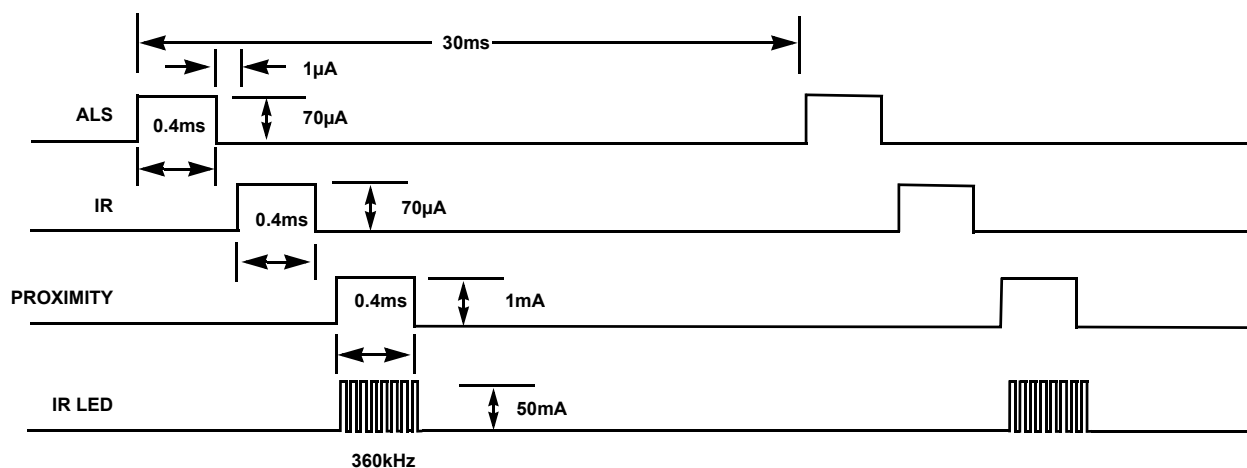 30ms
1µA
ALS
0.4ms
70µA
IR
0.4ms
70µA
PROXIMITY
0.4ms
1mA
IR LED
50mA
360kHz